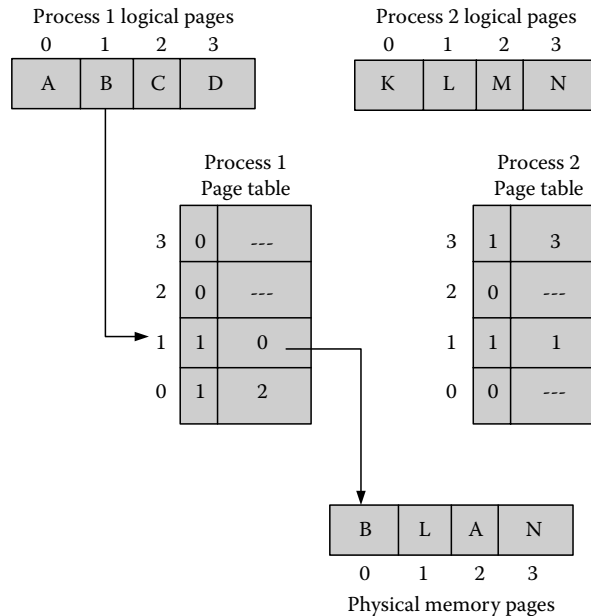 Process 1 logical pages
0 1 2 3
A B C D
Process 2 logical pages
0 1 2 3
K L M N
Process 1
Page table
3 0 ---
2 0 ---
1 1 0
0 1 2
Process 2
Page table
3 1 3
2 0 ---
1 1 1
0 0 ---
B L A N
0 1 2 3
Physical memory pages